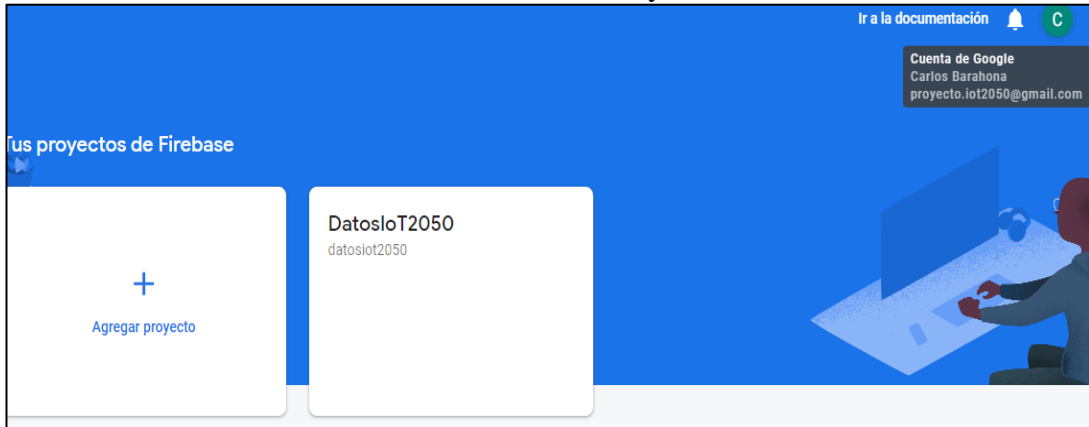 Ir a la documentación
C
Cuenta de Google
Carlos Barahona
proyecto.iot2050@gmail.com
Tus proyectos de Firebase
DatosIoT2050
datosiot2050
+
Agregar proyecto